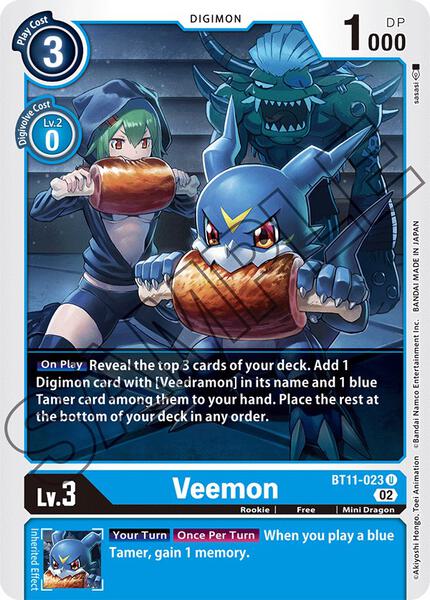 DIGIMON
Play Cost
3
DP
1000
Digivolve Cost
Lv.2
0
sasasi
SAMPLE
On Play Reveal the top 3 cards of your deck. Add 1
Digimon card with [Veedramon] in its name and 1 blue
Tamer card among them to your hand. Place the rest at
the bottom of your deck in any order.
Lv.3
Veemon
BT11-023 U
02
Rookie Free Mini Dragon
Inherited Effect
Your Turn Once Per Turn When you play a blue
Tamer, gain 1 memory.
©Akiyoshi Hongo, Toei Animation ©Bandai Namco Entertainment Inc. BANDAI MADE IN JAPAN